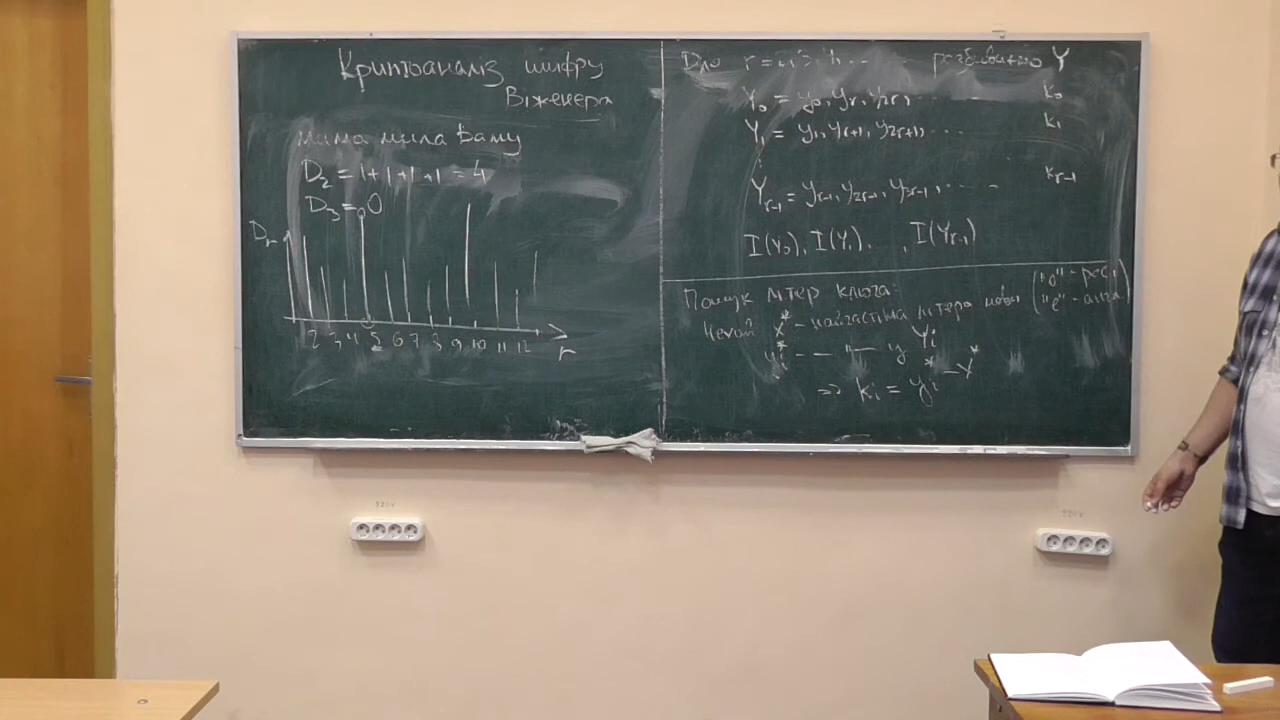 Криптоаналіз шифру
Віженера
мама мила раму
D₂ = 1+1+1+1 = 4
D₃ = 0
Dᵣ
2 3 4 5 6 7 8 9 10 11 12
r
Для r = розбиваємо Y
Y₀ = y₀, yᵣ, y₂ᵣ, ... k₀
Y₁ = y₁, yᵣ₊₁, y₂ᵣ₊₁, ... k₁
⋮
Yᵣ₋₁ = yᵣ₋₁, y₂ᵣ₋₁, y₃ᵣ₋₁, ... kᵣ₋₁
I(Y₀), I(Y₁), , I(Yᵣ₋₁)
Пошук літер ключа:
Нехай x* - найчастіша літера мови ("о" - рос.
"e" - англ)
yᵢ* — " — у Yᵢ
⇒ kᵢ = yᵢ* - x*
220V
220V